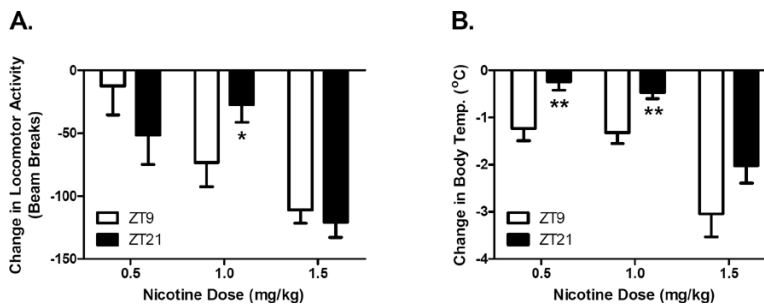 A.
Change in Locomotor Activity
(Beam Breaks)
0
-50
-100
-150
*
ZT9
ZT21
0.5 1.0 1.5
Nicotine Dose (mg/kg)
B.
Change in Body Temp. (°C)
0
-1
-2
-3
-4
** **
ZT9
ZT21
0.5 1.0 1.5
Nicotine Dose (mg/kg)